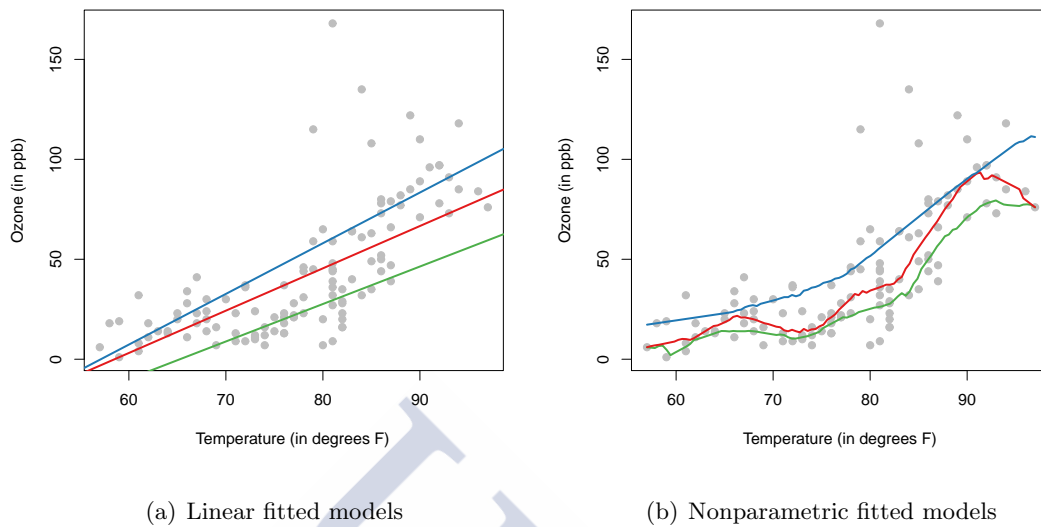 150
100
50
0
Ozone (in ppb)
60 70 80 90
Temperature (in degrees F)
(a) Linear fitted models
150
100
50
0
Ozone (in ppb)
60 70 80 90
Temperature (in degrees F)
(b) Nonparametric fitted models